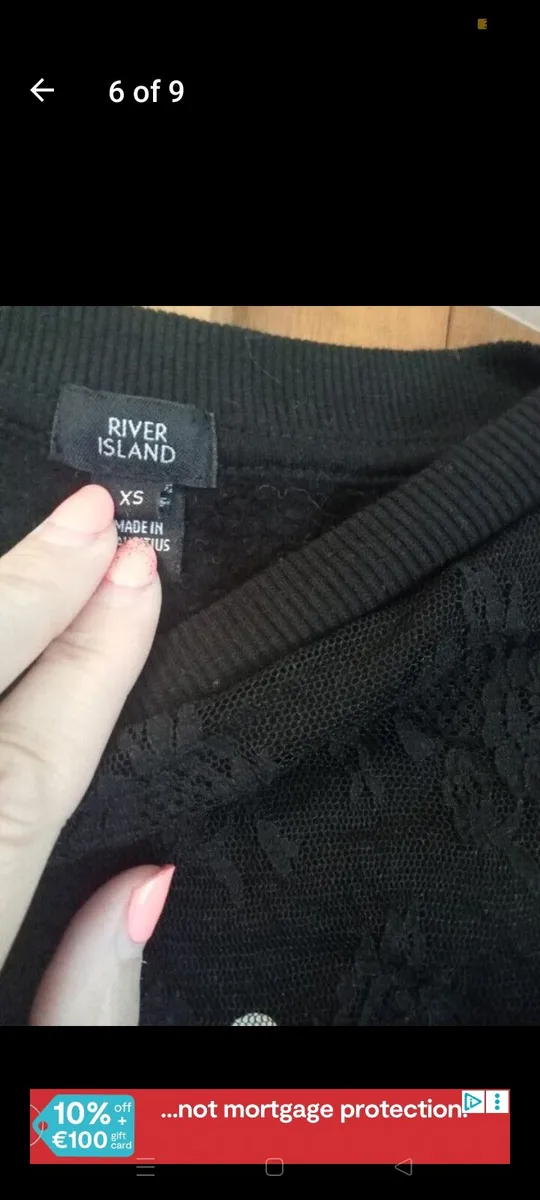 6 of 9
RIVER
ISLAND
XS
MADE IN
10% off
+
€100 gift
card
...not mortgage protection.